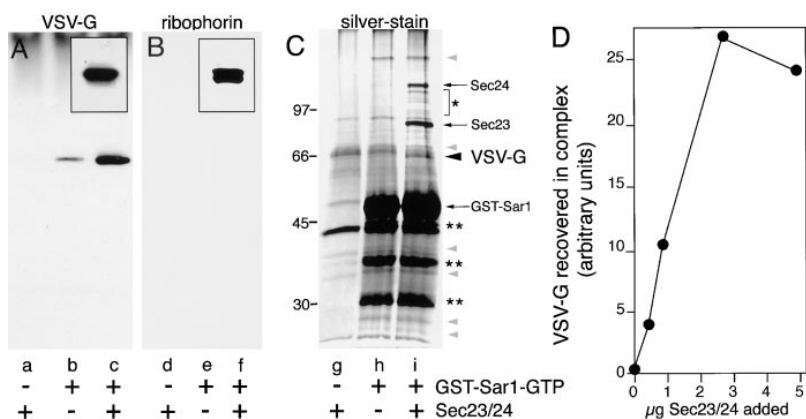 VSV-G
ribophorin
silver-stain
A
B
C
D
Sec24
*
97
Sec23
66
VSV-G
GST-Sar1
45
**
**
30
**
a b c d e f g h i
- + + - + + - + + GST-Sar1-GTP
+ - + + - + + - + Sec23/24
VSV-G recovered in complex
(arbitrary units)
25
20
15
10
5
0
0 1 2 3 4 5
µg Sec23/24 added